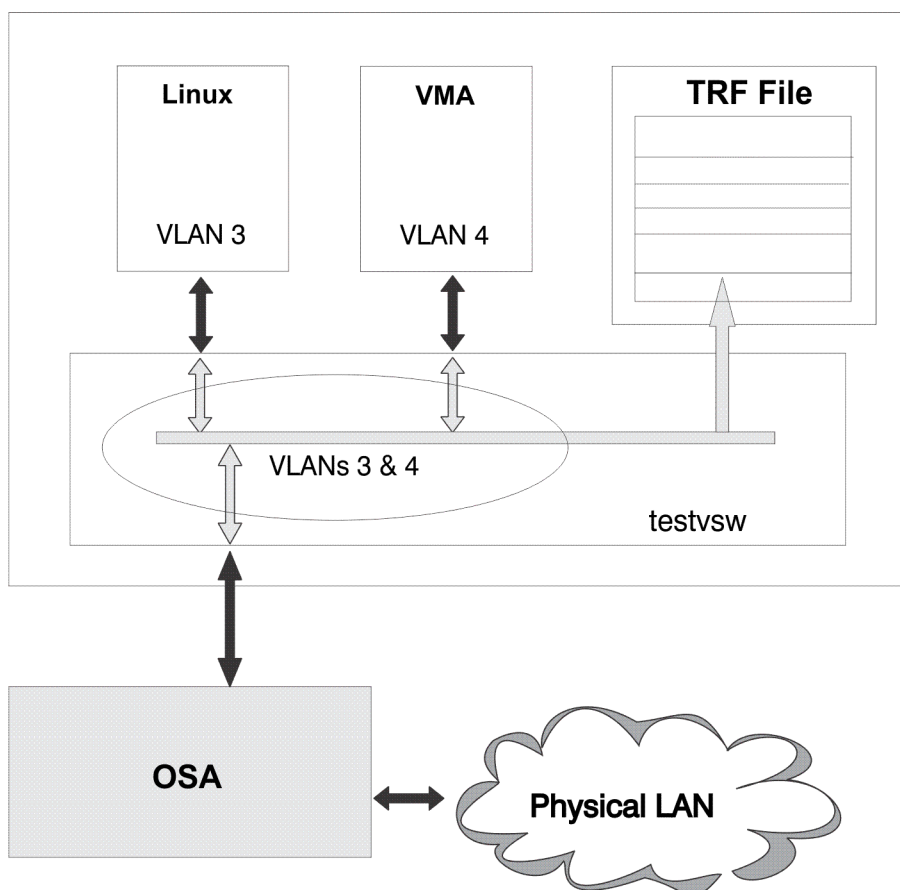 Linux
VLAN 3
VMA
VLAN 4
TRF File
VLANs 3 & 4
testvsw
OSA
Physical LAN